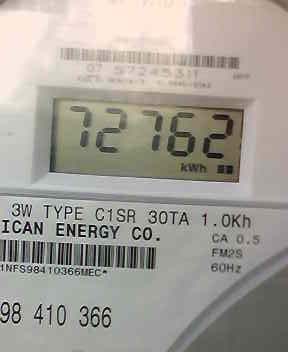 07 57245311
72762
kWh
3W TYPE C1SR 30TA 1.0Kh
ICAN ENERGY CO.
CA 0.5
FM2S
60Hz
1NFS98410366MEC*
98 410 366